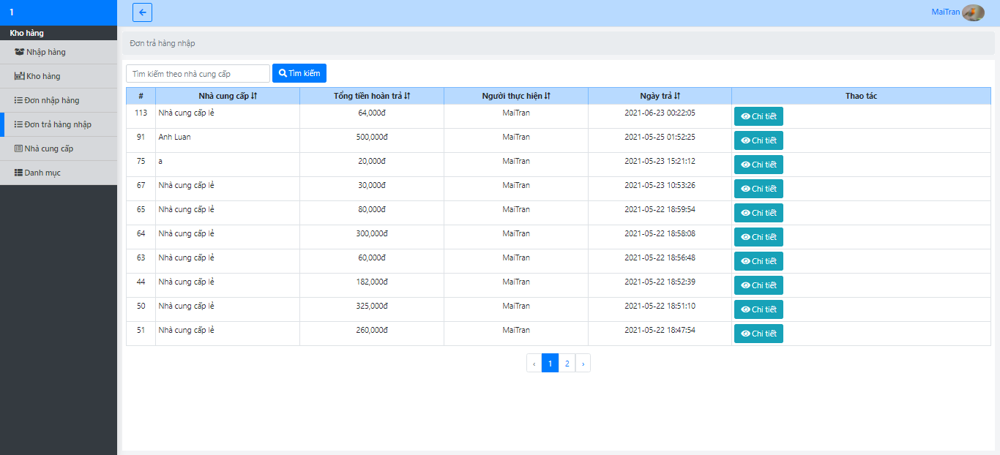 1
MaiTran
Kho hàng
Nhập hàng
Kho hàng
Đơn nhập hàng
Đơn trả hàng nhập
Nhà cung cấp
Danh mục
Đơn trả hàng nhập
Tìm kiếm theo nhà cung cấp Tìm kiếm
# Nhà cung cấp Tổng tiền hoàn trả Người thực hiện Ngày trả Thao tác
113 Nhà cung cấp lẻ 64,000đ MaiTran 2021-06-23 00:22:05 Chi tiết
91 Anh Luan 500,000đ MaiTran 2021-05-25 01:52:25 Chi tiết
75 a 20,000đ MaiTran 2021-05-23 15:21:12 Chi tiết
67 Nhà cung cấp lẻ 30,000đ MaiTran 2021-05-23 10:53:26 Chi tiết
65 Nhà cung cấp lẻ 80,000đ MaiTran 2021-05-22 18:59:54 Chi tiết
64 Nhà cung cấp lẻ 300,000đ MaiTran 2021-05-22 18:58:08 Chi tiết
63 Nhà cung cấp lẻ 60,000đ MaiTran 2021-05-22 18:56:48 Chi tiết
44 Nhà cung cấp lẻ 182,000đ MaiTran 2021-05-22 18:52:39 Chi tiết
50 Nhà cung cấp lẻ 325,000đ MaiTran 2021-05-22 18:51:10 Chi tiết
51 Nhà cung cấp lẻ 260,000đ MaiTran 2021-05-22 18:47:54 Chi tiết
‹ 1 2 ›